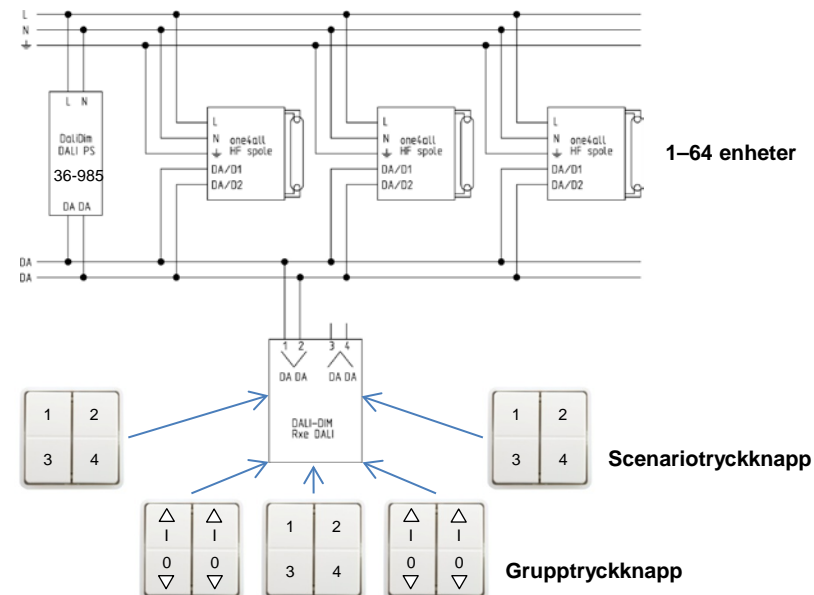 L
N
L N
DaliDim
DALI PS
36-985
DA DA
L
N one4all
HF spole
DA/D1
DA/D2
L
N one4all
HF spole
DA/D1
DA/D2
L
N one4all
HF spole
DA/D1
DA/D2
1–64 enheter
DA
DA
1 2 3 4
DA DA DA DA
DALI-DIM
Rxe DALI
1 2
3 4
1 2
3 4
Scenariotryckknapp
I I
0 0
1 2
3 4
I I
0 0
Grupptryckknapp